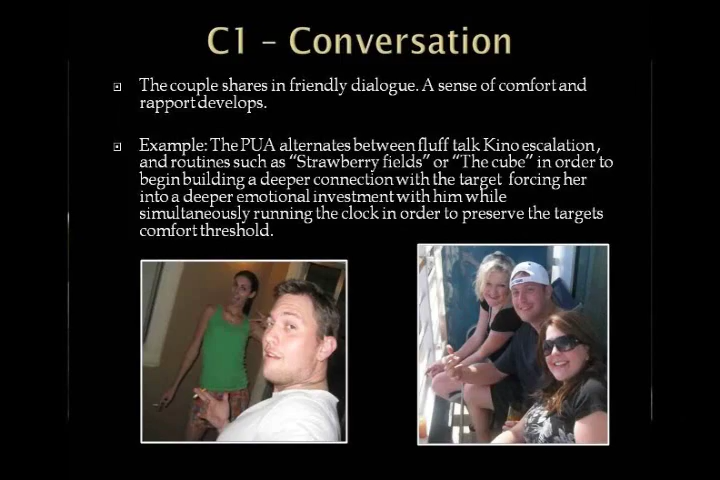 C1 – Conversation
The couple shares in friendly dialogue. A sense of comfort and
rapport develops.
Example: The PUA alternates between fluff talk Kino escalation ,
and routines such as “Strawberry fields” or “The cube” in order to
begin building a deeper connection with the target forcing her
into a deeper emotional investment with him while
simultaneously running the clock in order to preserve the targets
comfort threshold.